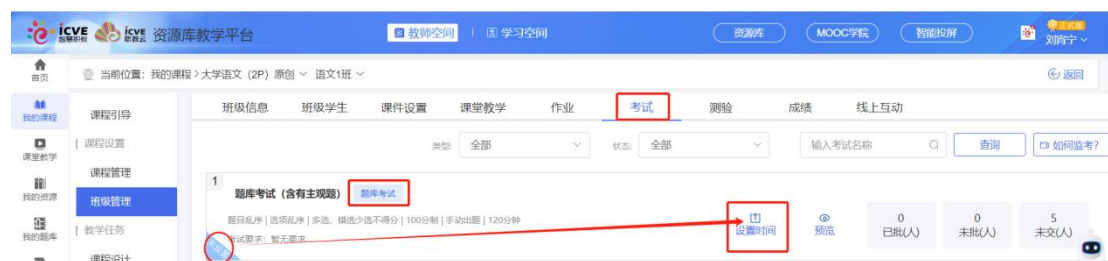 icve 智慧职教 icve 职教云 资源库教学平台 教师空间 学习空间 资源库 MOOC学院 智能投屏 正式版 刘肖宁
首页 当前位置：我的课程 > 大学语文（2P）原创 语文1班 返回
我的课程 课程引导 班级信息 班级学生 课件设置 课堂教学 作业 考试 测验 成绩 线上互动
课堂教学 课程设置 类型: 全部 状态: 全部 输入考试名称 查询 如何监考?
我的资源 课程管理
1 题库考试（含有主观题） 题库考试
班级管理
我的题库 教学任务 题目乱序 | 选项乱序 | 多选、错选少选不得分 | 100分制 | 手动出题 | 120分钟
考试要求：暂无要求
设置时间 预览 0 已批(人) 0 未批(人) 5 未交(人)
课程设计